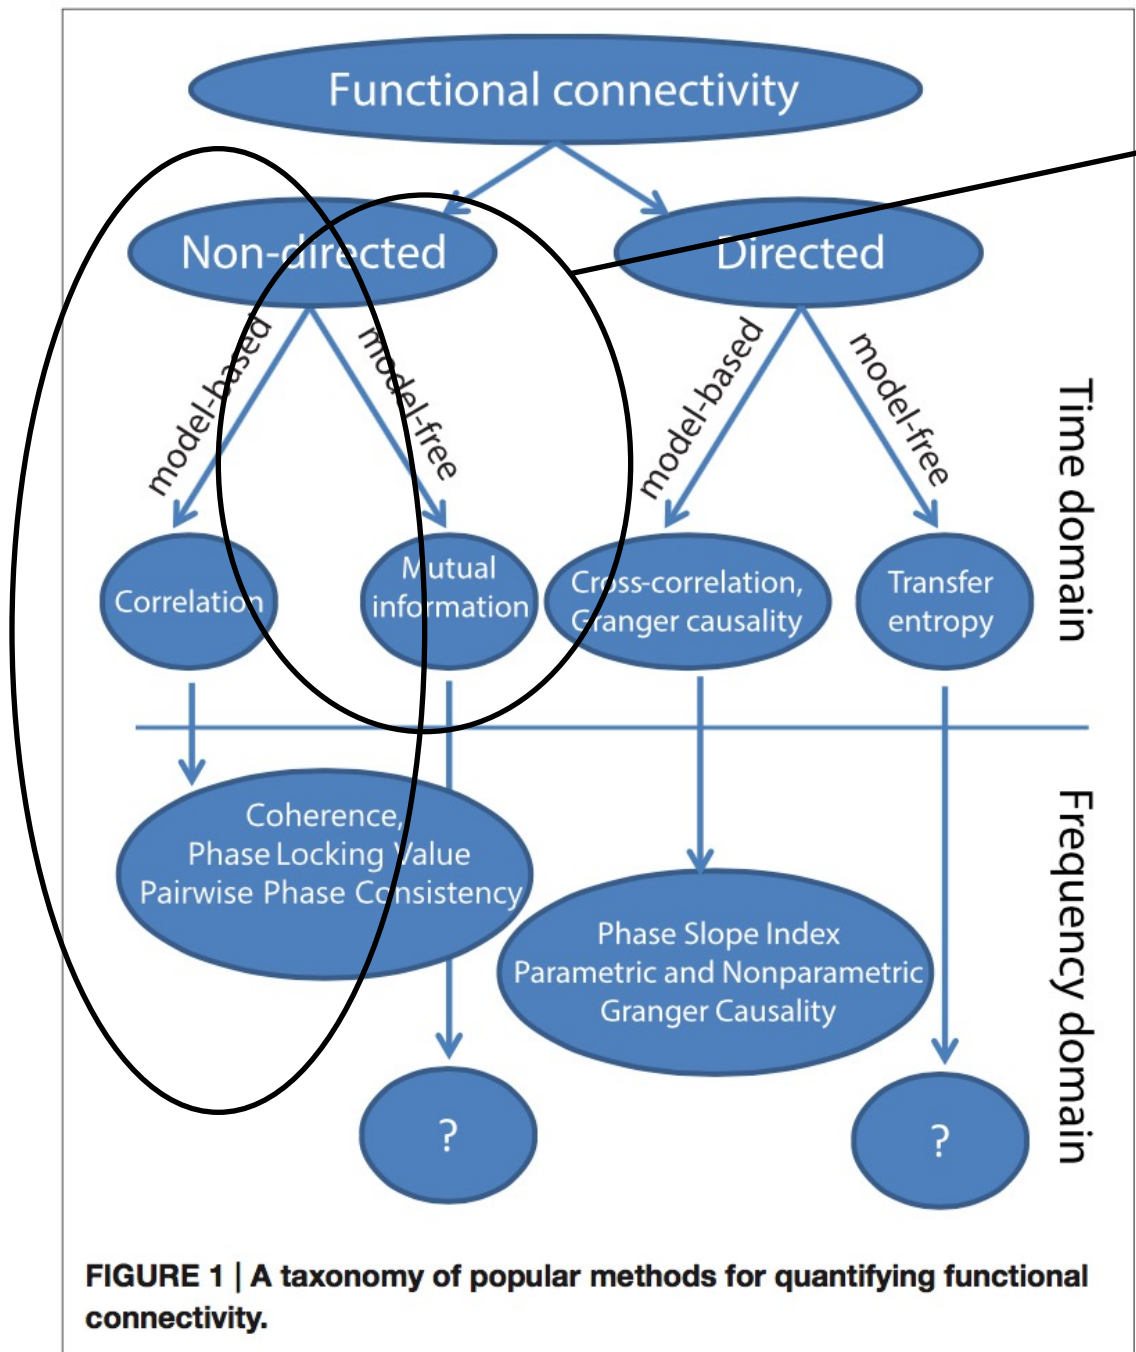 Functional connectivity
Non-directed
Directed
model-based
model-free
model-based
model-free
Time domain
Correlation
Mutual
information
Cross-correlation,
Granger causality
Transfer
entropy
Coherence,
Phase Locking Value
Pairwise Phase Consistency
Phase Slope Index
Parametric and Nonparametric
Granger Causality
Frequency domain
?
?
FIGURE 1 | A taxonomy of popular methods for quantifying functional
connectivity.